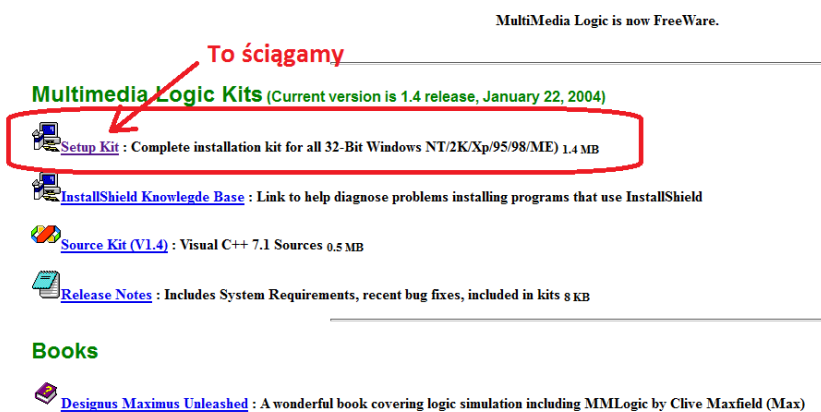 MultiMedia Logic is now FreeWare.
To ściągamy
Multimedia Logic Kits (Current version is 1.4 release, January 22, 2004)
Setup Kit : Complete installation kit for all 32-Bit Windows NT/2K/Xp/95/98/ME) 1.4 MB
InstallShield Knowlegde Base : Link to help diagnose problems installing programs that use InstallShield
Source Kit (V1.4) : Visual C++ 7.1 Sources 0.5 MB
Release Notes : Includes System Requirements, recent bug fixes, included in kits 8 KB
Books
Designus Maximus Unleashed : A wonderful book covering logic simulation including MMLogic by Clive Maxfield (Max)